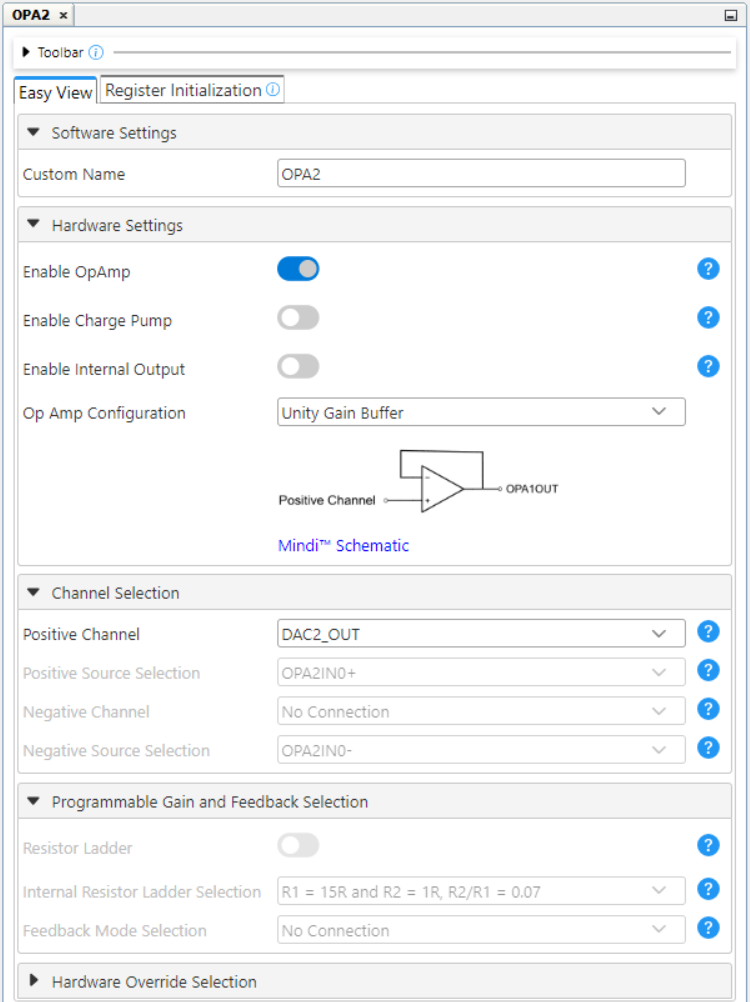 OPA2 ×
Toolbar
Easy View Register Initialization
Software Settings
Custom Name OPA2
Hardware Settings
Enable OpAmp ?
Enable Charge Pump ?
Enable Internal Output ?
Op Amp Configuration Unity Gain Buffer
Positive Channel - + OPA1OUT
Mindi™ Schematic
Channel Selection
Positive Channel DAC2_OUT ?
Positive Source Selection OPA2IN0+ ?
Negative Channel No Connection ?
Negative Source Selection OPA2IN0- ?
Programmable Gain and Feedback Selection
Resistor Ladder ?
Internal Resistor Ladder Selection R1 = 15R and R2 = 1R, R2/R1 = 0.07 ?
Feedback Mode Selection No Connection ?
Hardware Override Selection